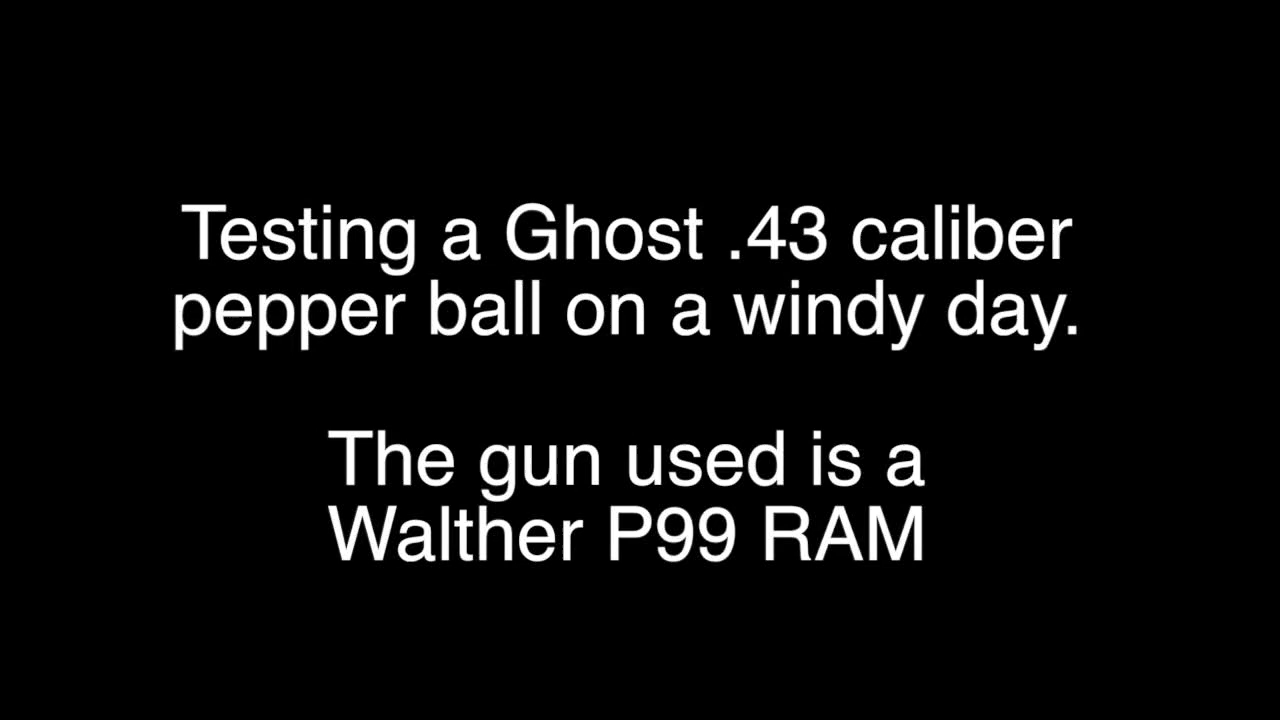 Testing a Ghost .43 caliber
pepper ball on a windy day.
The gun used is a
Walther P99 RAM